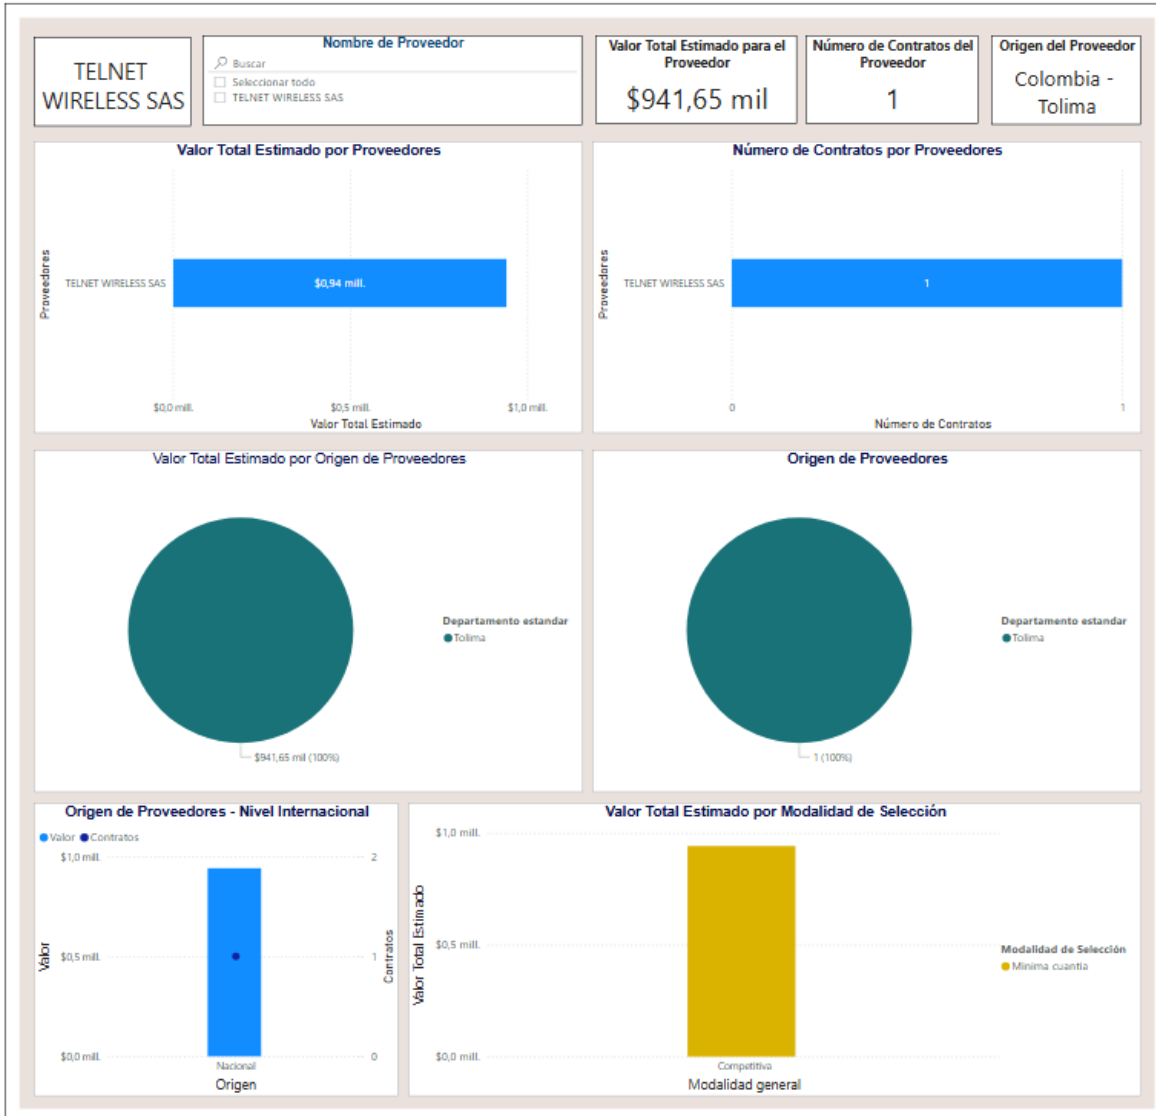 TELNET
WIRELESS SAS
Nombre de Proveedor
Buscar
Seleccionar todo
TELNET WIRELESS SAS
Valor Total Estimado para el
Proveedor
$941,65 mil
Número de Contratos del
Proveedor
1
Origen del Proveedor
Colombia -
Tolima
Valor Total Estimado por Proveedores
Proveedores
TELNET WIRELESS SAS
$0,94 mill.
$0,0 mill.
$0,5 mill.
$1,0 mill.
Valor Total Estimado
Número de Contratos por Proveedores
Proveedores
TELNET WIRELESS SAS
1
0
1
Número de Contratos
Valor Total Estimado por Origen de Proveedores
Departamento estandar
Tolima
$941,65 mil (100%)
Origen de Proveedores
Departamento estandar
Tolima
1 (100%)
Origen de Proveedores - Nivel Internacional
Valor
Contratos
$1,0 mill.
$0,5 mill.
$0,0 mill.
2
1
0
Valor
Contratos
Nacional
Origen
Valor Total Estimado por Modalidad de Selección
$1,0 mill.
$0,5 mill.
$0,0 mill.
Valor Total Estimado
Competitiva
Modalidad general
Modalidad de Selección
Mínima cuantía